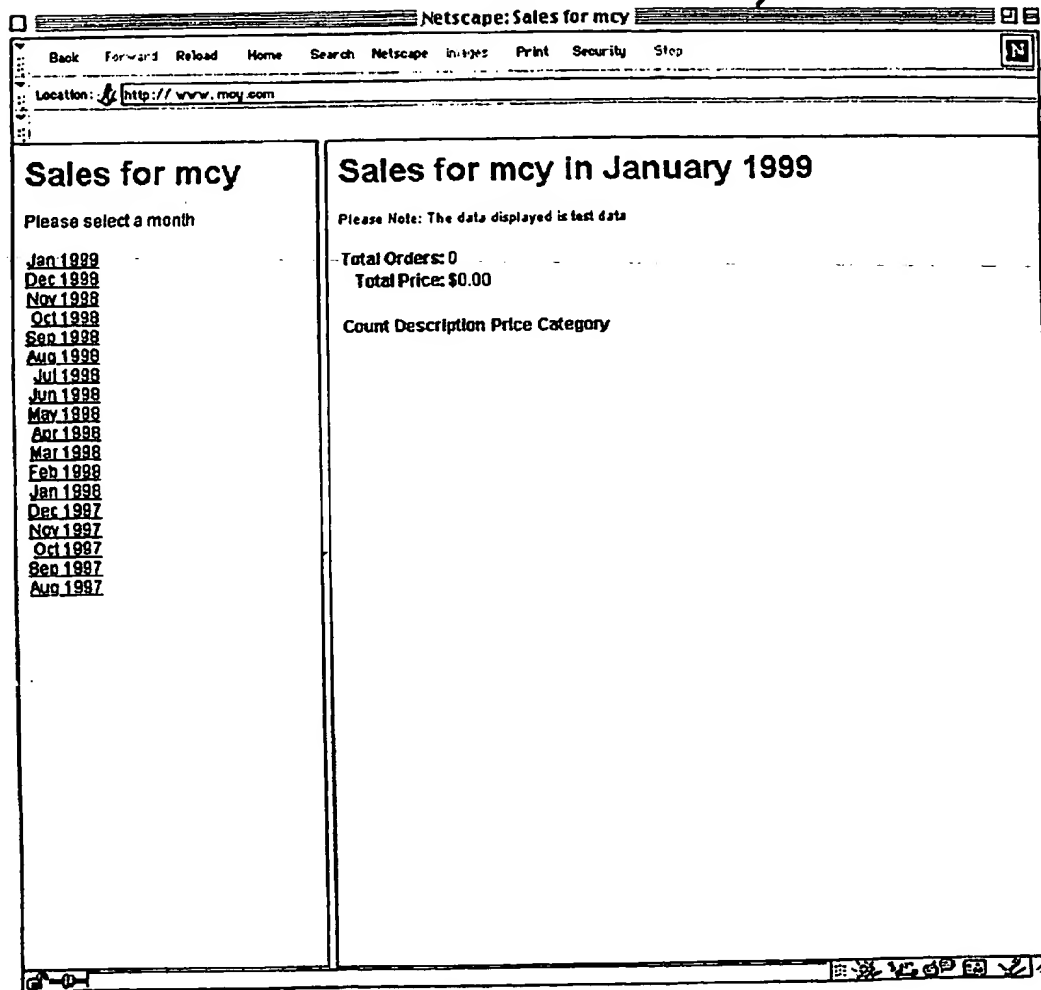 Netscape: Sales for mcy
Back Forward Reload Home Search Netscape Images Print Security Stop
N
Location: http://www.mcy.com
Sales for mcy
Please select a month
Jan 1999
Dec 1998
Nov 1998
Oct 1998
Sep 1998
Aug 1998
Jul 1998
Jun 1998
May 1998
Apr 1998
Mar 1998
Feb 1998
Jan 1998
Dec 1997
Nov 1997
Oct 1997
Sep 1997
Aug 1997
Sales for mcy in January 1999
Please Note: The data displayed is test data
Total Orders: 0
Total Price: $0.00
Count Description Price Category